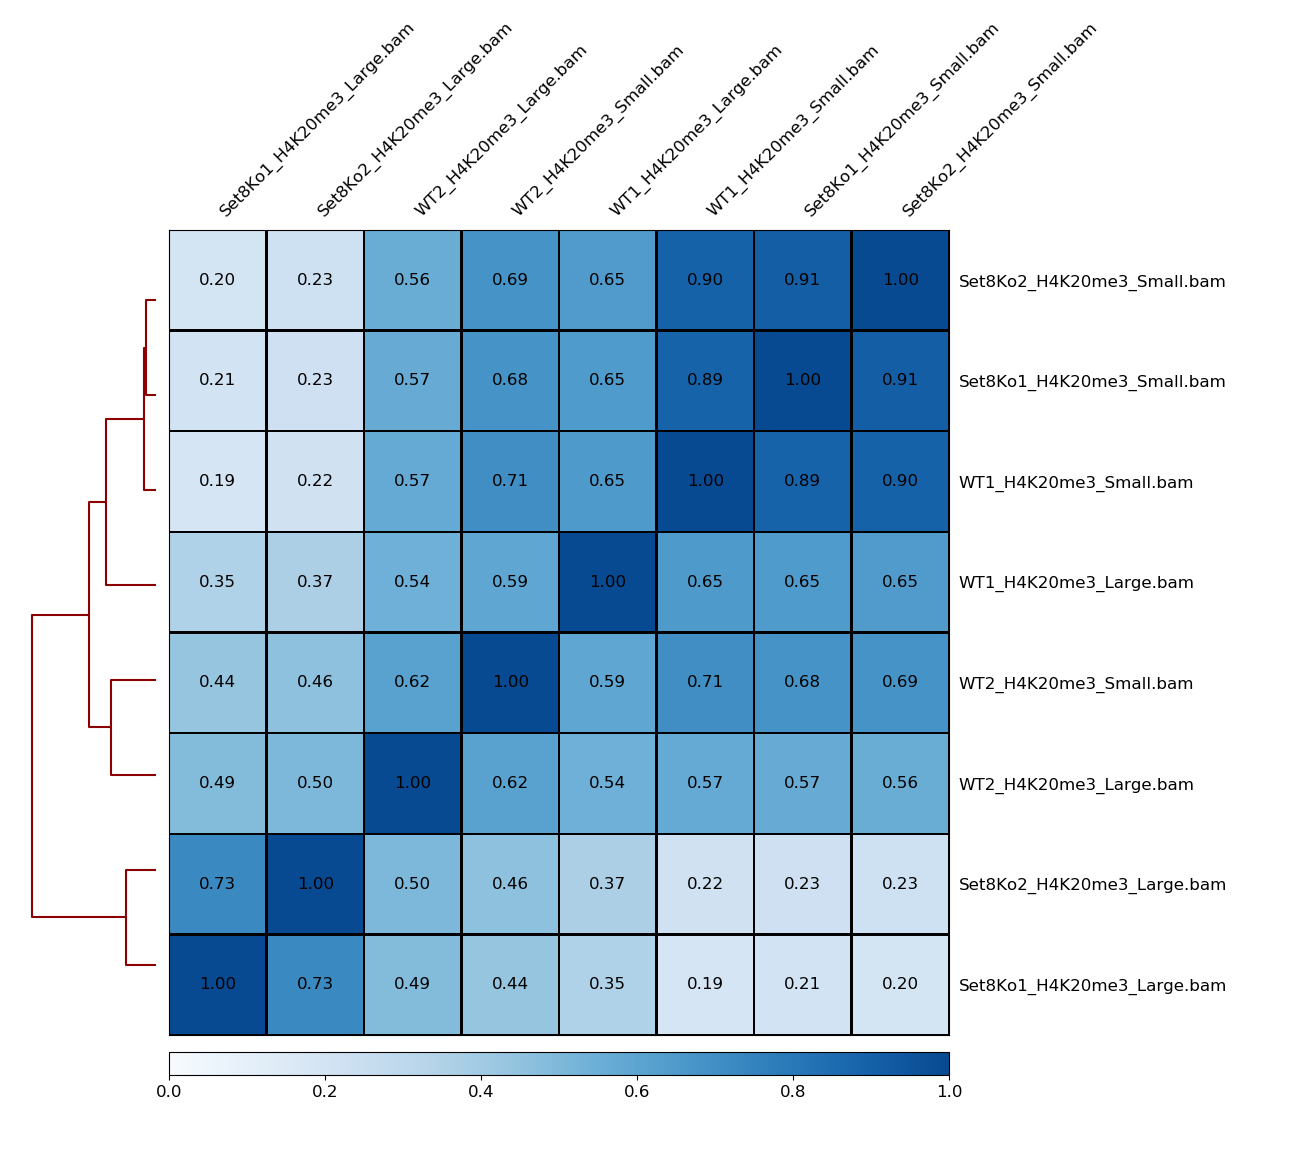 Set8Ko1_H4K20me3_Large.bam
Set8Ko2_H4K20me3_Large.bam
WT2_H4K20me3_Large.bam
WT2_H4K20me3_Small.bam
WT1_H4K20me3_Large.bam
WT1_H4K20me3_Small.bam
Set8Ko1_H4K20me3_Small.bam
Set8Ko2_H4K20me3_Small.bam
0.20 0.23 0.56 0.69 0.65 0.90 0.91 1.00 Set8Ko2_H4K20me3_Small.bam
0.21 0.23 0.57 0.68 0.65 0.89 1.00 0.91 Set8Ko1_H4K20me3_Small.bam
0.19 0.22 0.57 0.71 0.65 1.00 0.89 0.90 WT1_H4K20me3_Small.bam
0.35 0.37 0.54 0.59 1.00 0.65 0.65 0.65 WT1_H4K20me3_Large.bam
0.44 0.46 0.62 1.00 0.59 0.71 0.68 0.69 WT2_H4K20me3_Small.bam
0.49 0.50 1.00 0.62 0.54 0.57 0.57 0.56 WT2_H4K20me3_Large.bam
0.73 1.00 0.50 0.46 0.37 0.22 0.23 0.23 Set8Ko2_H4K20me3_Large.bam
1.00 0.73 0.49 0.44 0.35 0.19 0.21 0.20 Set8Ko1_H4K20me3_Large.bam
0.0 0.2 0.4 0.6 0.8 1.0